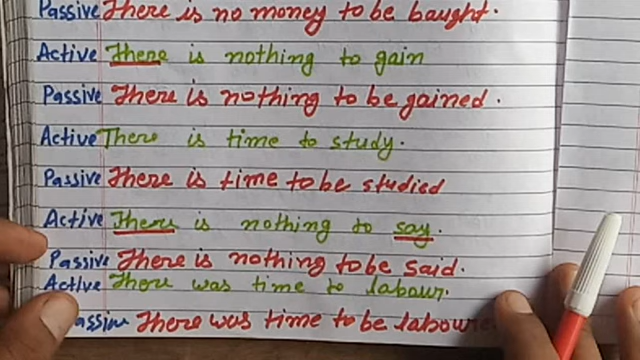 Passive There is no money to be baught.
Active There is nothing to gain
Passive There is nothing to be gained.
Active There is time to study.
Passive There is time to be studied
Active There is nothing to say.
Passive There is nothing to be said.
Active There was time to labour.
There was time to be